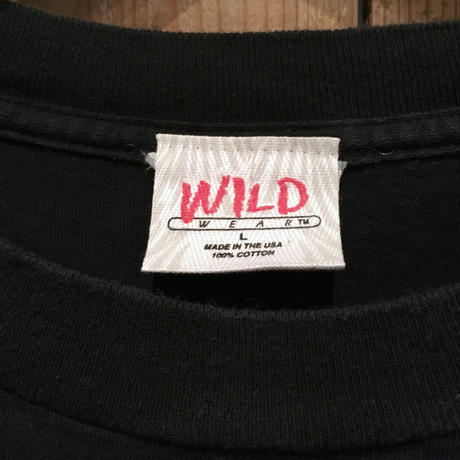 WILD
WEAR™
L
MADE IN THE USA
100% COTTON